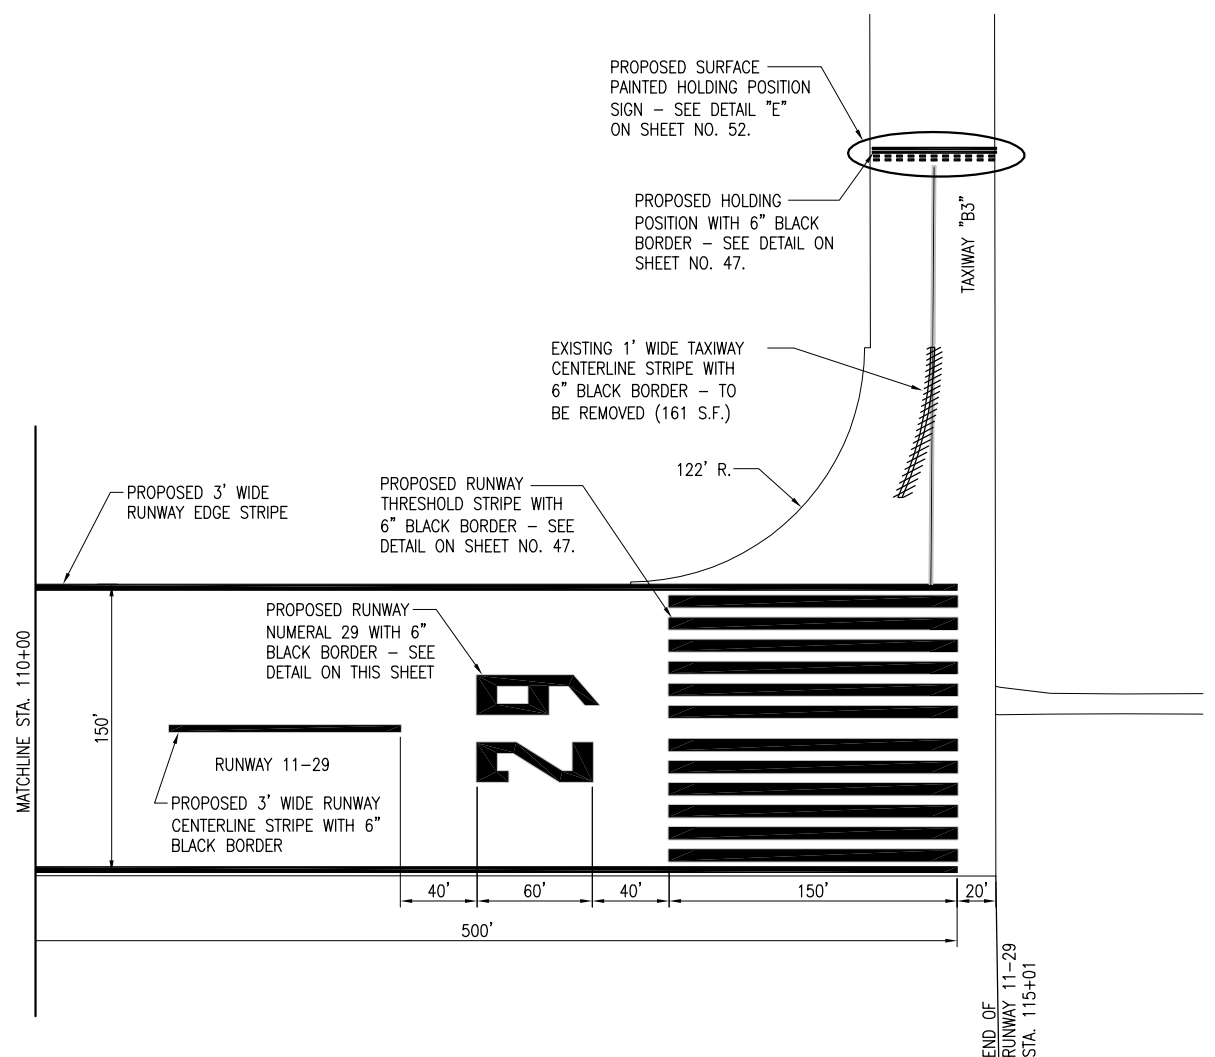 PROPOSED SURFACE
PAINTED HOLDING POSITION
SIGN – SEE DETAIL "E"
ON SHEET NO. 52.
PROPOSED HOLDING
POSITION WITH 6" BLACK
BORDER – SEE DETAIL ON
SHEET NO. 47.
TAXIWAY "B3"
EXISTING 1' WIDE TAXIWAY
CENTERLINE STRIPE WITH
6" BLACK BORDER – TO
BE REMOVED (161 S.F.)
122' R.
PROPOSED 3' WIDE
RUNWAY EDGE STRIPE
PROPOSED RUNWAY
THRESHOLD STRIPE WITH
6" BLACK BORDER – SEE
DETAIL ON SHEET NO. 47.
PROPOSED RUNWAY
NUMERAL 29 WITH 6"
BLACK BORDER – SEE
DETAIL ON THIS SHEET
MATCHLINE STA. 110+00
150'
29
RUNWAY 11-29
PROPOSED 3' WIDE RUNWAY
CENTERLINE STRIPE WITH 6"
BLACK BORDER
40'
60'
40'
150'
20'
500'
END OF
RUNWAY 11-29
STA. 115+01